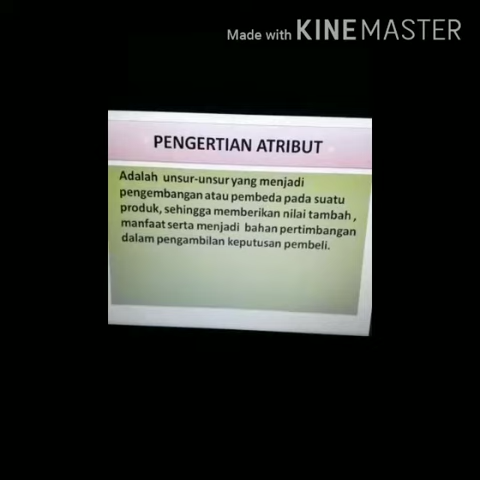 Made with KINEMASTER
PENGERTIAN ATRIBUT
Adalah unsur-unsur yang menjadi
pengembangan atau pembeda pada suatu
produk, sehingga memberikan nilai tambah,
manfaat serta menjadi bahan pertimbangan
dalam pengambilan keputusan pembeli.